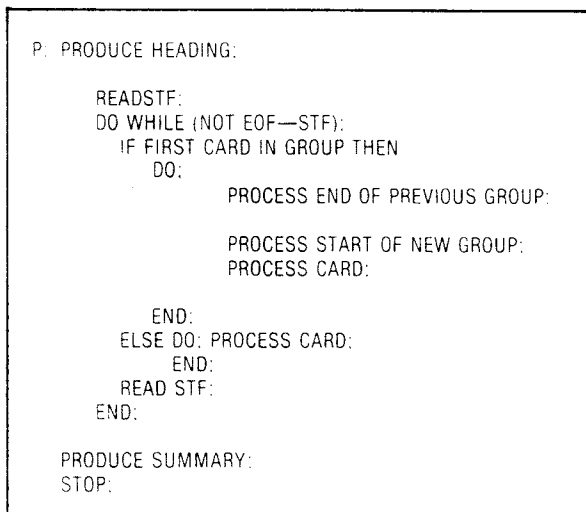 P: PRODUCE HEADING;
READSTF;
DO WHILE (NOT EOF—STF);
IF FIRST CARD IN GROUP THEN
DO;
PROCESS END OF PREVIOUS GROUP;
PROCESS START OF NEW GROUP;
PROCESS CARD;
END;
ELSE DO; PROCESS CARD;
END;
READ STF;
END;
PRODUCE SUMMARY;
STOP;